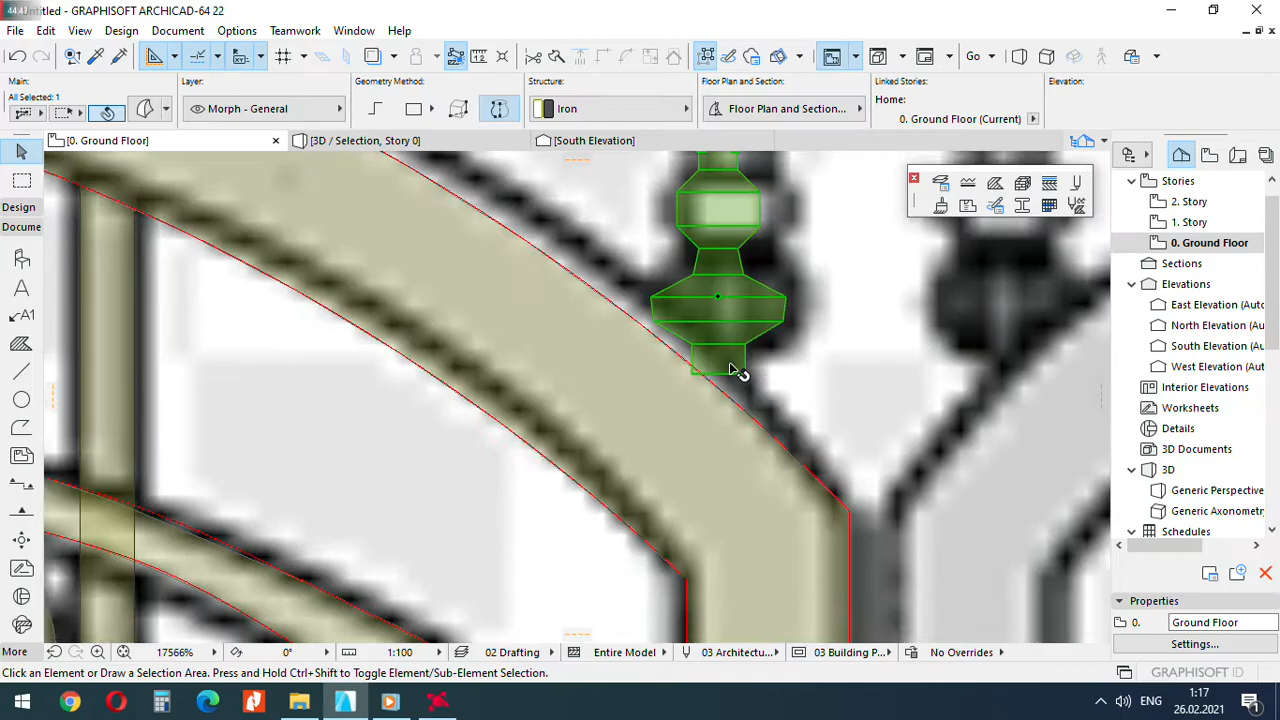 44:47
Untitled - GRAPHISOFT ARCHICAD-64 22
File Edit View Design Document Options Teamwork Window Help
Go
Main:
All Selected: 1
Layer:
Morph - General
Geometry Method:
Structure:
Iron
Floor Plan and Section:
Floor Plan and Section...
Linked Stories:
Home:
0. Ground Floor (Current)
Elevation:
[0. Ground Floor]
[3D / Selection, Story 0]
[South Elevation]
Design
Docume
A1
More
Stories
2. Story
1. Story
0. Ground Floor
Sections
Elevations
East Elevation (Aut
North Elevation (Au
South Elevation (Au
West Elevation (Au
Interior Elevations
Worksheets
Details
3D Documents
3D
Generic Perspective
Generic Axonometr
Schedules
Properties
0.
Ground Floor
Settings...
17566%
0°
1:100
02 Drafting
Entire Model
03 Architectu...
03 Building P...
No Overrides
Click an Element or Draw a Selection Area. Press and Hold Ctrl+Shift to Toggle Element/Sub-Element Selection.
GRAPHISOFT ID
ENG
1:17
26.02.2021